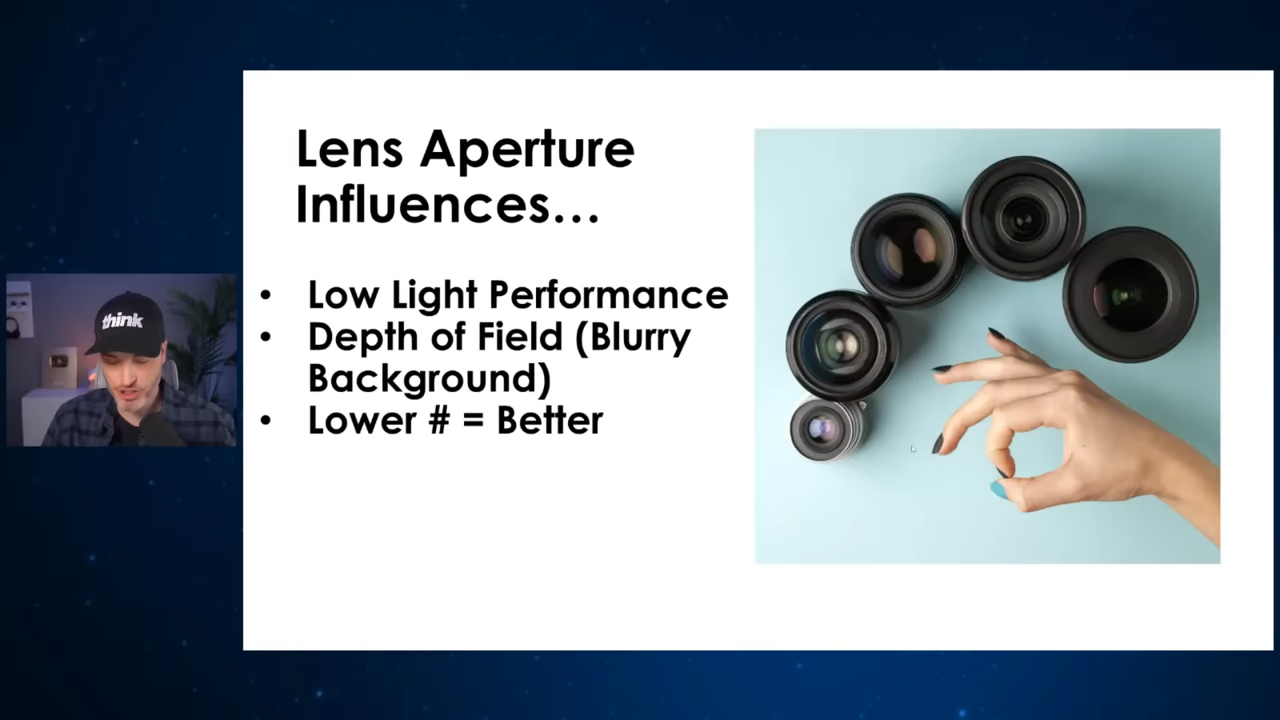 Lens Aperture
Influences...
• Low Light Performance
• Depth of Field (Blurry
Background)
• Lower # = Better
think